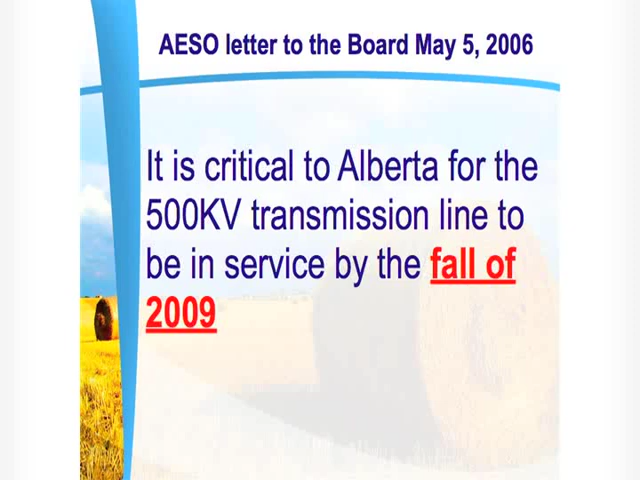 AESO letter to the Board May 5, 2006
It is critical to Alberta for the
500KV transmission line to
be in service by the fall of
2009